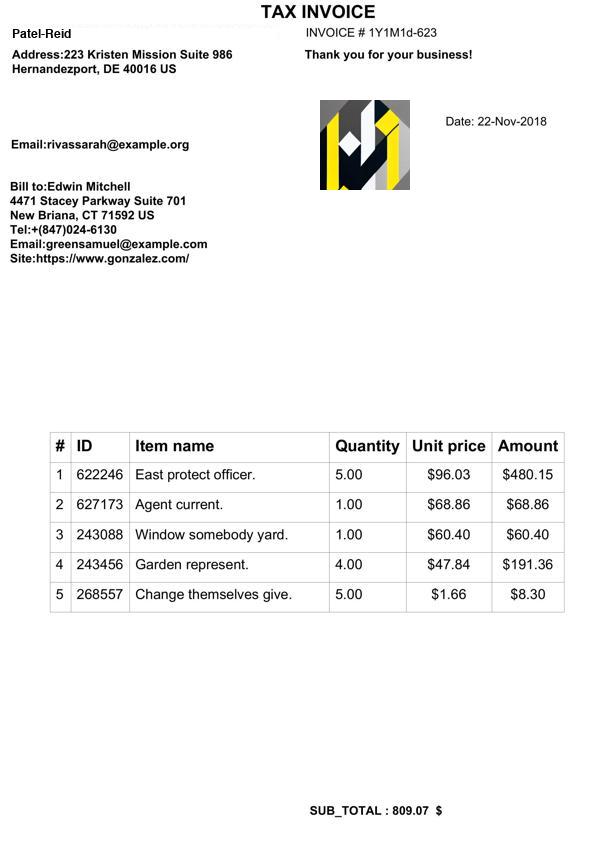 TAX INVOICE
Patel-Reid
INVOICE # 1Y1M1d-623
Address:223 Kristen Mission Suite 986
Hernandezport, DE 40016 US
Thank you for your business!
Date: 22-Nov-2018
Email:rivassarah@example.org
Bill to:Edwin Mitchell
4471 Stacey Parkway Suite 701
New Briana, CT 71592 US
Tel:+(847)024-6130
Email:greensamuel@example.com
Site:https://www.gonzalez.com/
# ID Item name Quantity Unit price Amount
1 622246 East protect officer. 5.00 $96.03 $480.15
2 627173 Agent current. 1.00 $68.86 $68.86
3 243088 Window somebody yard. 1.00 $60.40 $60.40
4 243456 Garden represent. 4.00 $47.84 $191.36
5 268557 Change themselves give. 5.00 $1.66 $8.30
SUB_TOTAL : 809.07 $